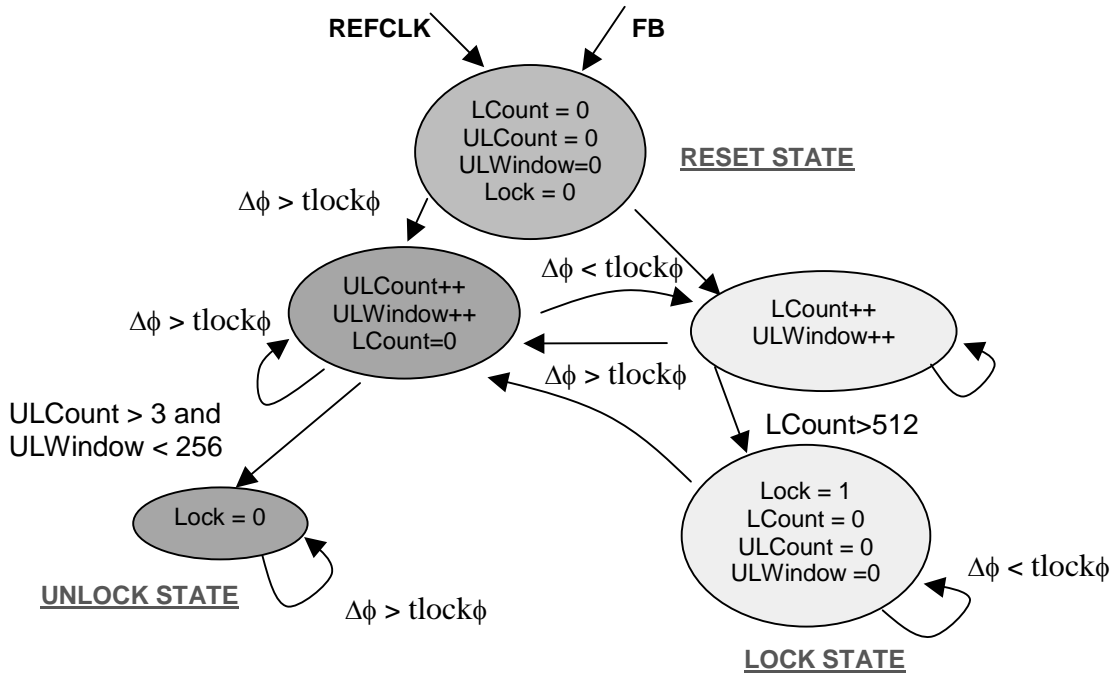 REFCLK
FB
LCount = 0
ULCount = 0
ULWindow=0
Lock = 0
RESET STATE
Δϕ > tlockϕ
Δϕ < tlockϕ
ULCount++
ULWindow++
LCount=0
LCount++
ULWindow++
Δϕ > tlockϕ
Δϕ > tlockϕ
ULCount > 3 and
ULWindow < 256
LCount>512
Lock = 0
Lock = 1
LCount = 0
ULCount = 0
ULWindow =0
Δϕ < tlockϕ
UNLOCK STATE
Δϕ > tlockϕ
LOCK STATE